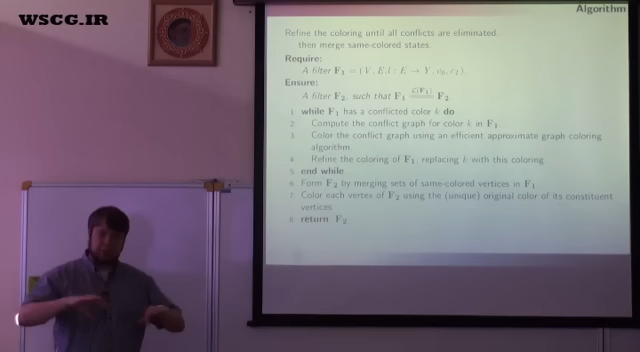 WSCG.IR
Algorithm
Refine the coloring until all conflicts are eliminated,
then merge same-colored states.
Require:
A filter F₁ = (V, E, l : E → Y, v₀, c₂).
Ensure:
A filter F₂, such that F₁ L(F₁) F₂.
1 while F₁ has a conflicted color k do
2 Compute the conflict graph for color k in F₁
3 Color the conflict graph using an efficient approximate graph coloring
algorithm
4 Refine the coloring of F₁, replacing k with this coloring
5 end while
6 Form F₂ by merging sets of same-colored vertices in F₁
7 Color each vertex of F₂ using the (unique) original color of its constituent
vertices
8 return F₂